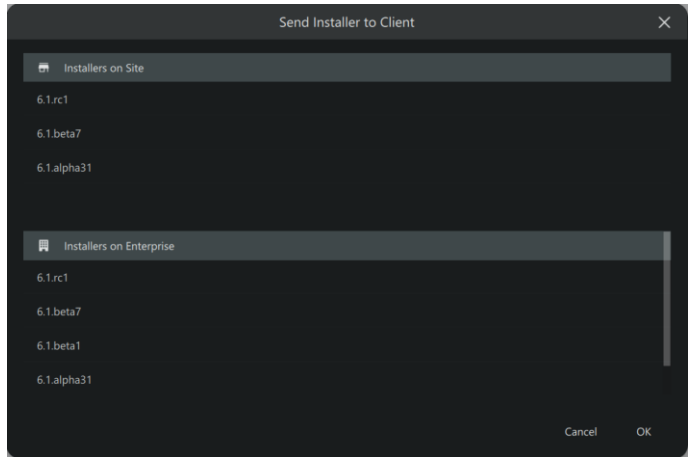 Send Installer to Client
Installers on Site
6.1.rc1
6.1.beta7
6.1.alpha31
Installers on Enterprise
6.1.rc1
6.1.beta7
6.1.beta1
6.1.alpha31
Cancel OK